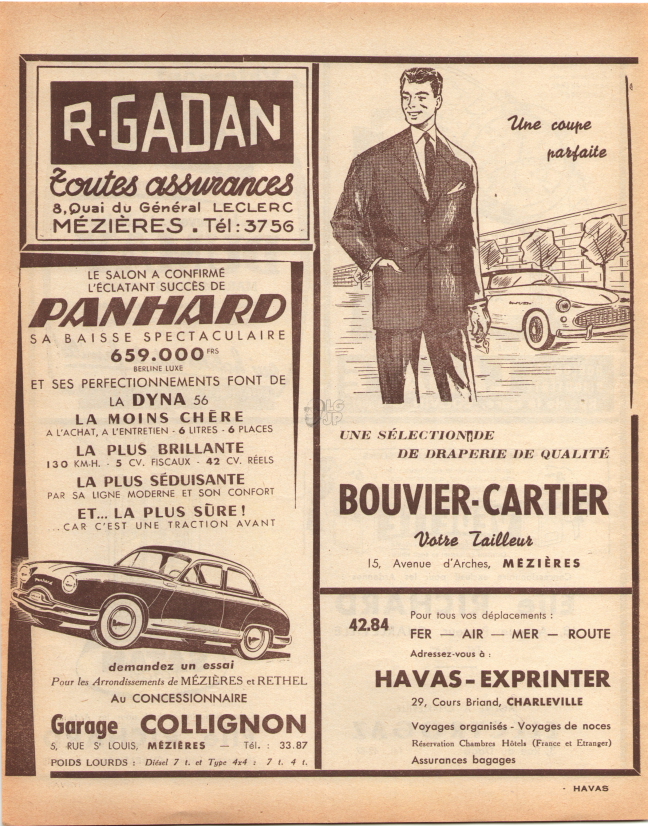 R-GADAN
Toutes assurances
8, Quai du Général LECLERC
MÉZIÈRES . Tél : 3756
LE SALON A CONFIRMÉ
L'ÉCLATANT SUCCÈS DE
PANHARD
SA BAISSE SPECTACULAIRE
659.000 FRS
BERLINE LUXE
ET SES PERFECTIONNEMENTS FONT DE
LA DYNA 56
LA MOINS CHÈRE
A L'ACHAT, A L'ENTRETIEN - 6 LITRES - 6 PLACES
LA PLUS BRILLANTE
130 KM-H. - 5 CV. FISCAUX - 42 CV. RÉELS
LA PLUS SÉDUISANTE
PAR SA LIGNE MODERNE ET SON CONFORT
ET... LA PLUS SÛRE !
...CAR C'EST UNE TRACTION AVANT
PANHARD
demandez un essai
Pour les Arrondissements de MÉZIÈRES et RETHEL
Au CONCESSIONNAIRE
Garage COLLIGNON
5, RUE St LOUIS, MÉZIÈRES — Tél. : 33.87
POIDS LOURDS : Diésel 7 t. et Type 4x4 : 7 t. 4 t.
Une coupe
parfaite
UNE SÉLECTION DE
DE DRAPERIE DE QUALITÉ
BOUVIER-CARTIER
Votre Tailleur
15, Avenue d'Arches, MÉZIÈRES
42.84
Pour tous vos déplacements :
FER — AIR — MER — ROUTE
Adressez-vous à :
HAVAS-EXPRINTER
29, Cours Briand, CHARLEVILLE
Voyages organisés - Voyages de noces
Réservation Chambres Hôtels (France et Etranger)
Assurances bagages
- HAVAS